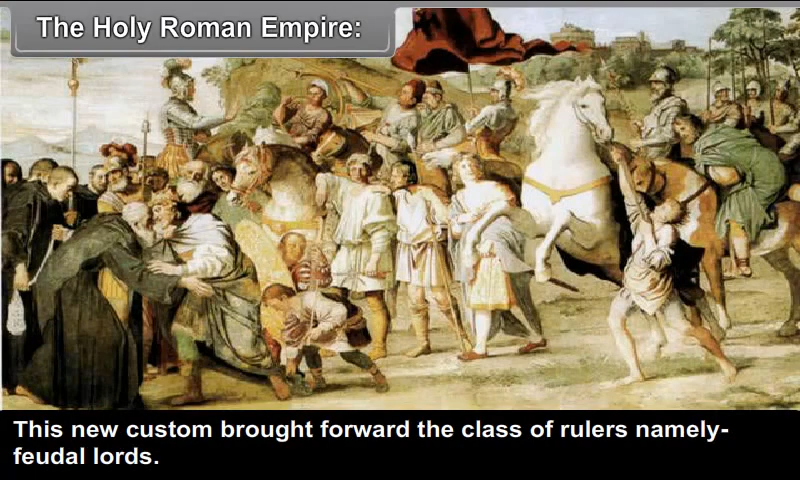 The Holy Roman Empire:
This new custom brought forward the class of rulers namely-
feudal lords.